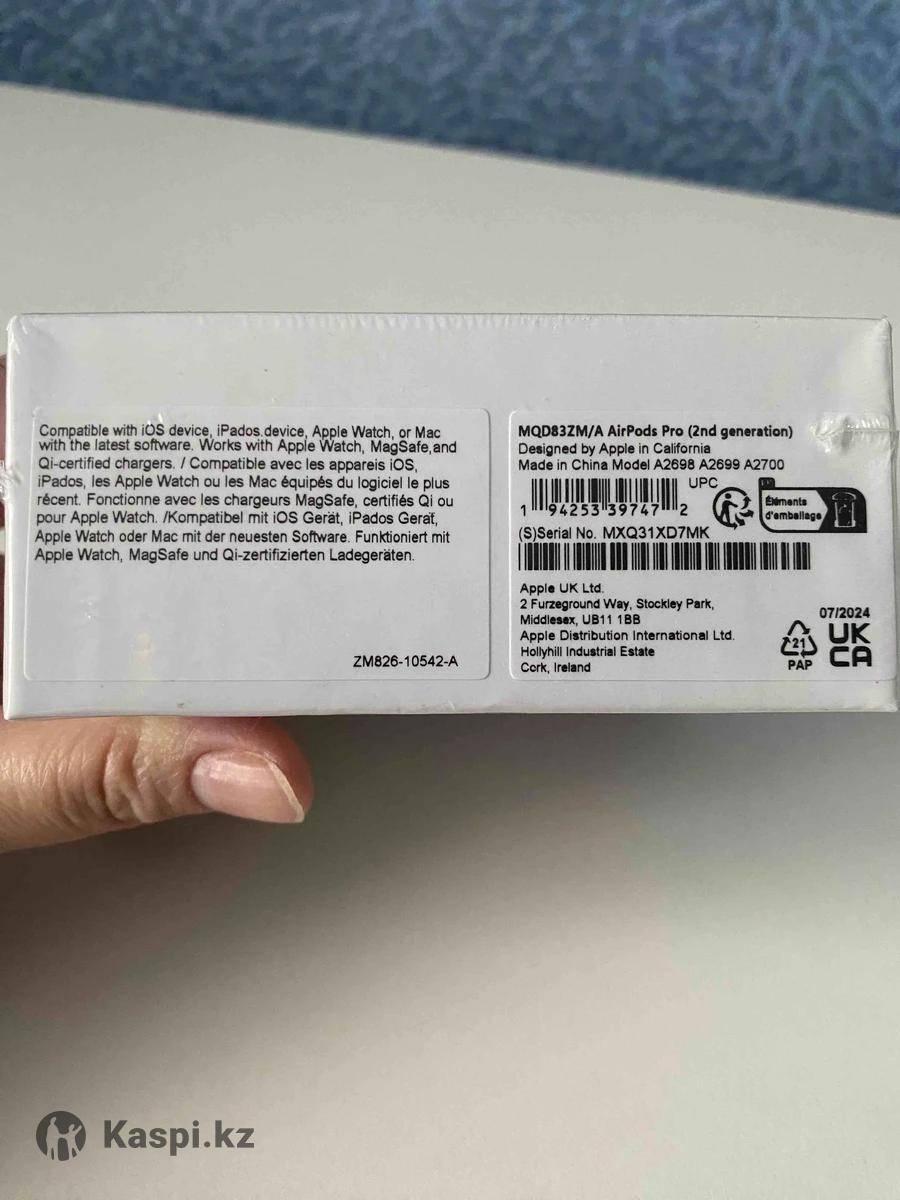 Compatible with iOS device, iPados.device, Apple Watch, or Mac
with the latest software. Works with Apple Watch, MagSafe,and
Qi-certified chargers. / Compatible avec les appareils iOS,
iPados, les Apple Watch ou les Mac équipés du logiciel le plus
récent. Fonctionne avec les chargeurs MagSafe, certifiés Qi ou
pour Apple Watch. /Kompatibel mit iOS Gerät, iPados Gerät,
Apple Watch oder Mac mit der neuesten Software. Funktioniert mit
Apple Watch, MagSafe und Qi-zertifizierten Ladegeräten.
ZM826-10542-A
MQD83ZM/A AirPods Pro (2nd generation)
Designed by Apple in California
Made in China Model A2698 A2699 A2700
UPC
1 94253 39747 2
Éléments
d'emballage
(S)Serial No. MXQ31XD7MK
Apple UK Ltd.
2 Furzeground Way, Stockley Park,
Middlesex, UB11 1BB
Apple Distribution International Ltd.
Hollyhill Industrial Estate
Cork, Ireland
21
PAP
07/2024
UK
CA
Kaspi.kz